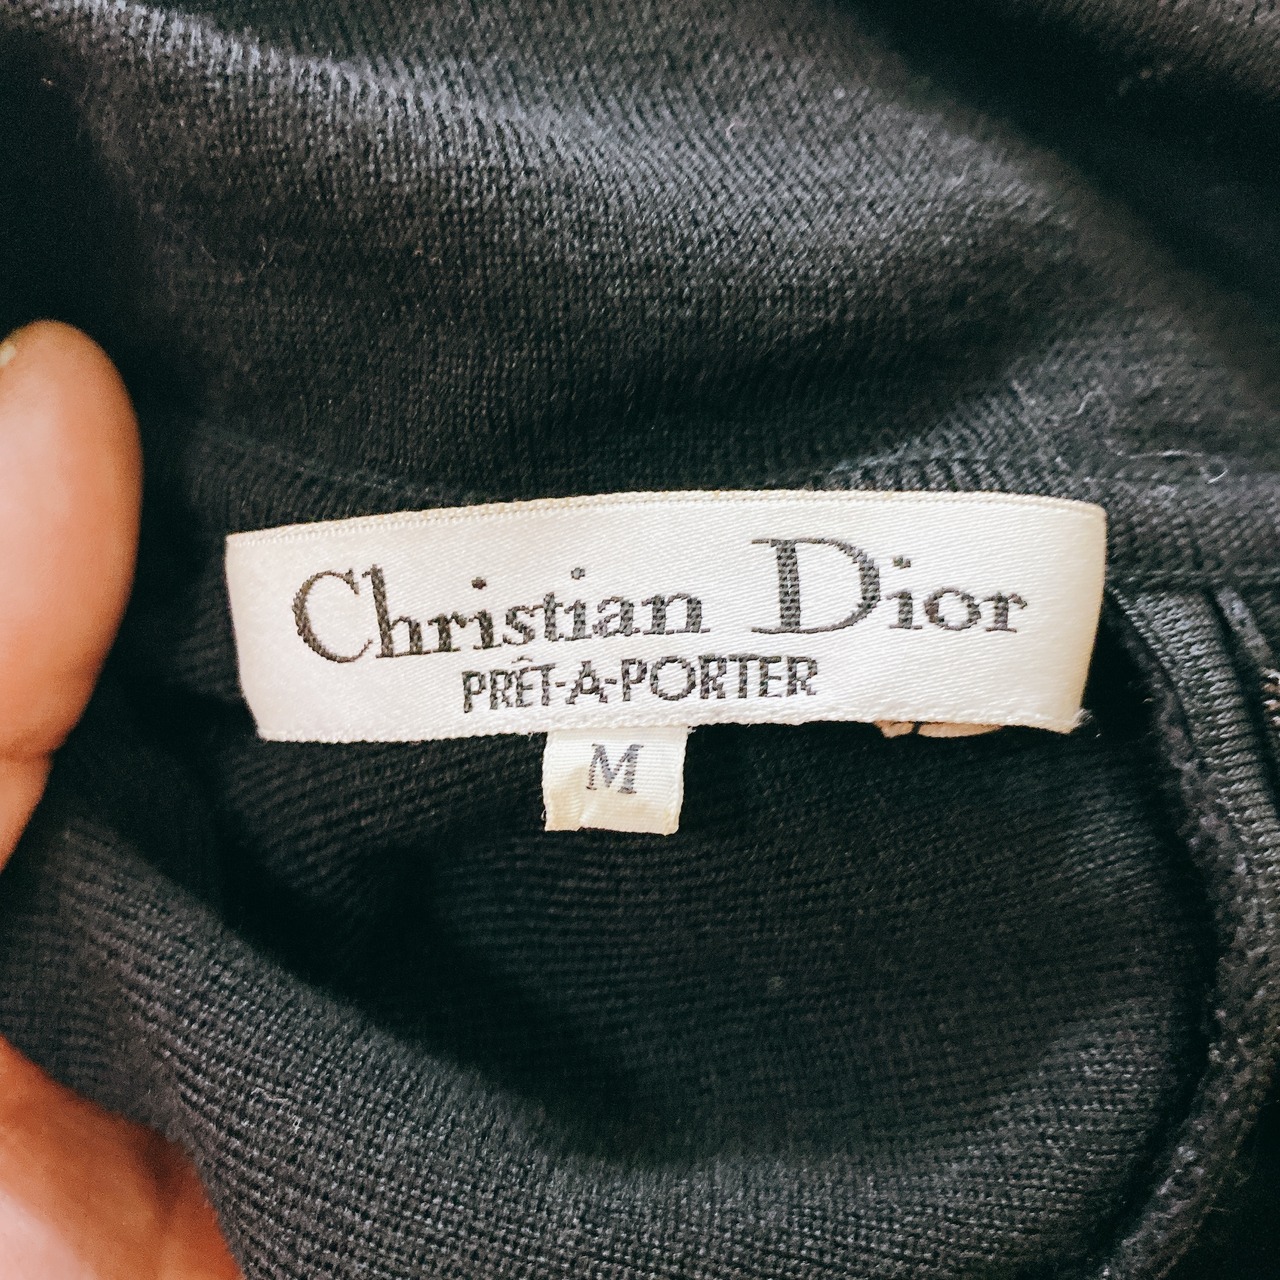 Christian Dior
PRÊT-A-PORTER
M